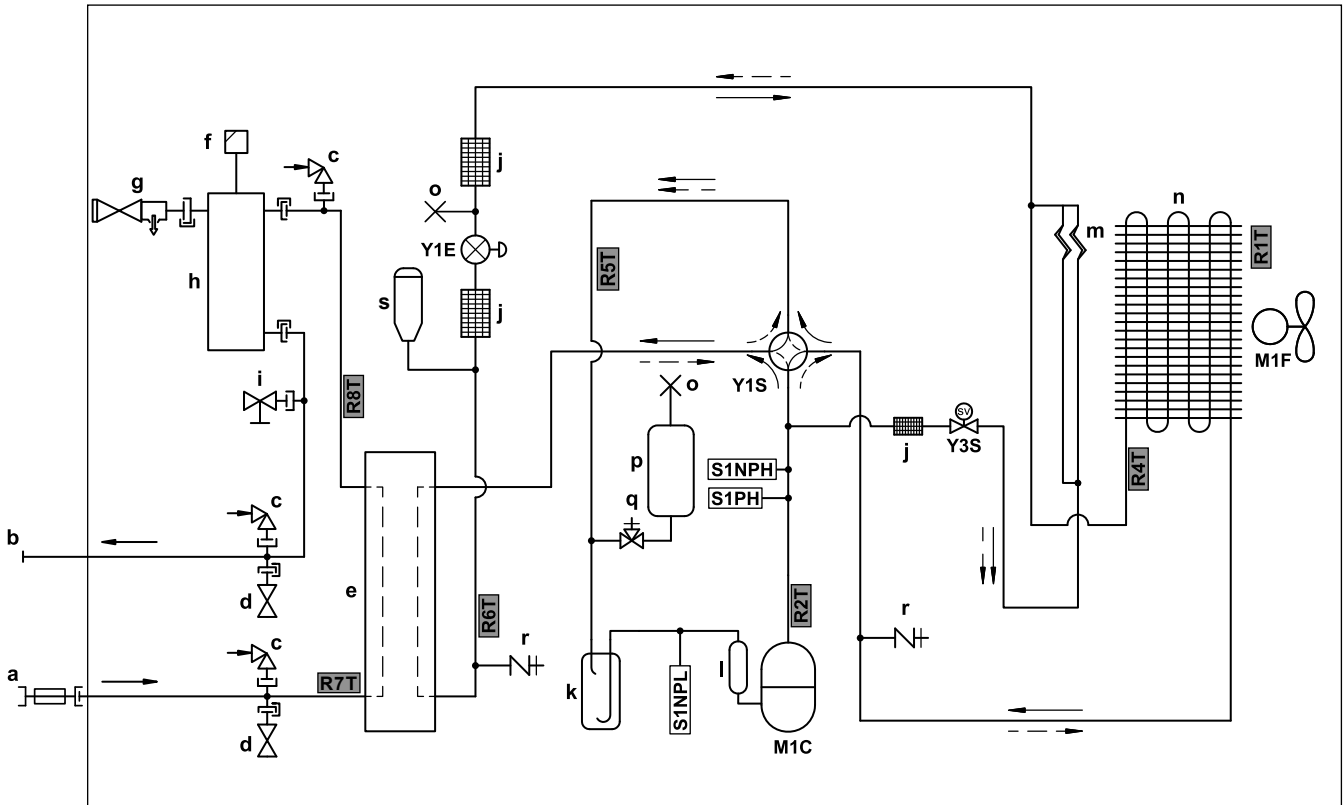 f
c
j
g
o
m
n
R1T
Y1E
R5T
h
s
j
M1F
Y1S
i
R8T
o
SV
Y3S
j
p
S1NPH
R4T
c
q
S1PH
b
e
d
R6T
R2T
r
c
r
l
a
R7T
k
S1NPL
d
M1C